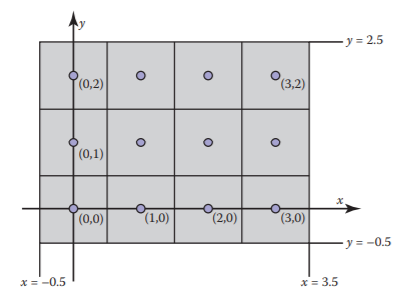 y
y = 2.5
(0,2)
(3,2)
(0,1)
x
(0,0)
(1,0)
(2,0)
(3,0)
y = −0.5
x = −0.5
x = 3.5